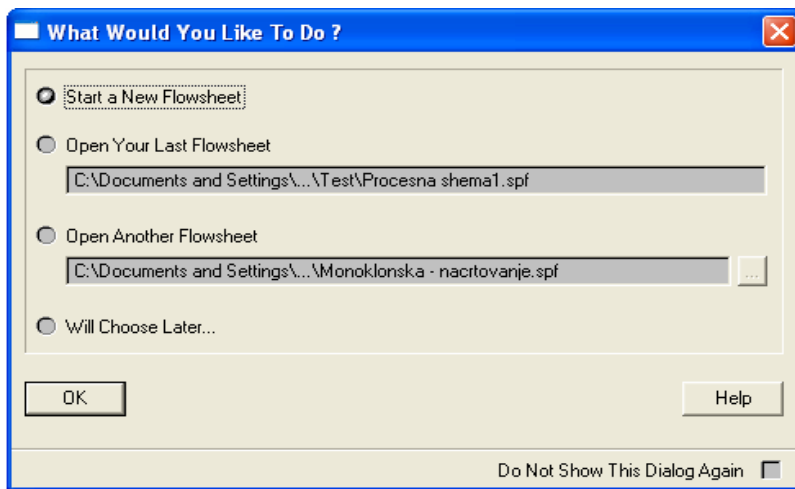 What Would You Like To Do ?
Start a New Flowsheet
Open Your Last Flowsheet
C:\Documents and Settings\...\Test\Procesna shema1.spf
Open Another Flowsheet
C:\Documents and Settings\...\Monoklonska - nacrtovanje.spf
...
Will Choose Later...
OK
Help
Do Not Show This Dialog Again